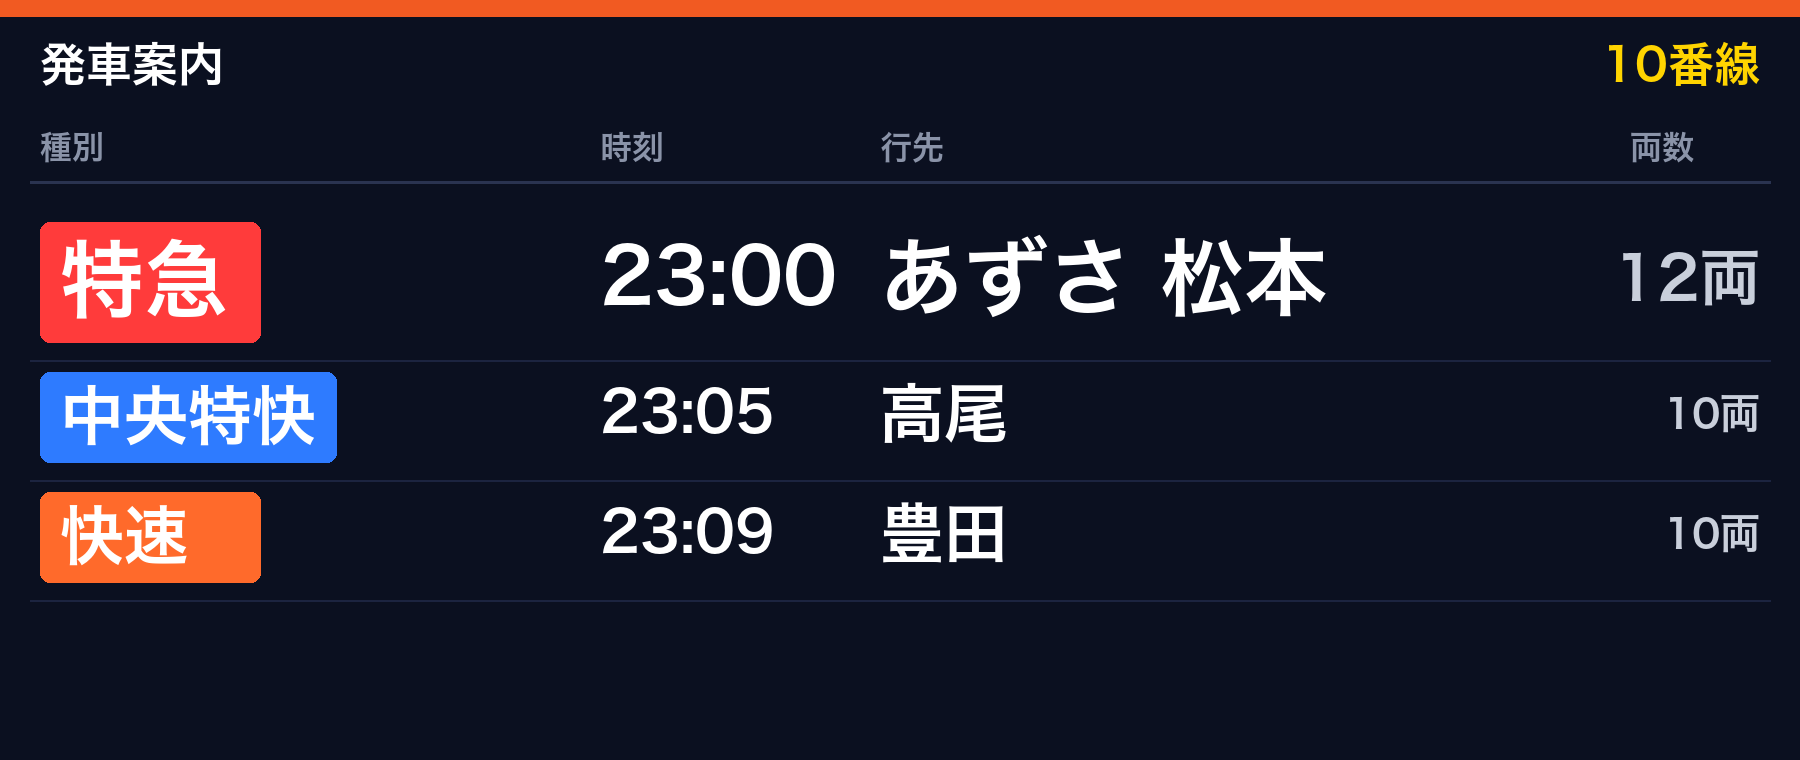 発車案内 10番線
種別 時刻 行先 両数
特急 23:00 あずさ 松本 12両
中央特快 23:05 高尾 10両
快速 23:09 豊田 10両